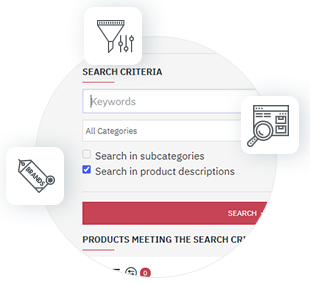 SEARCH CRITERIA
Keywords
All Categories
Search in subcategories
Search in product descriptions
BRANDS
SEARCH
PRODUCTS MEETING THE SEARCH
0